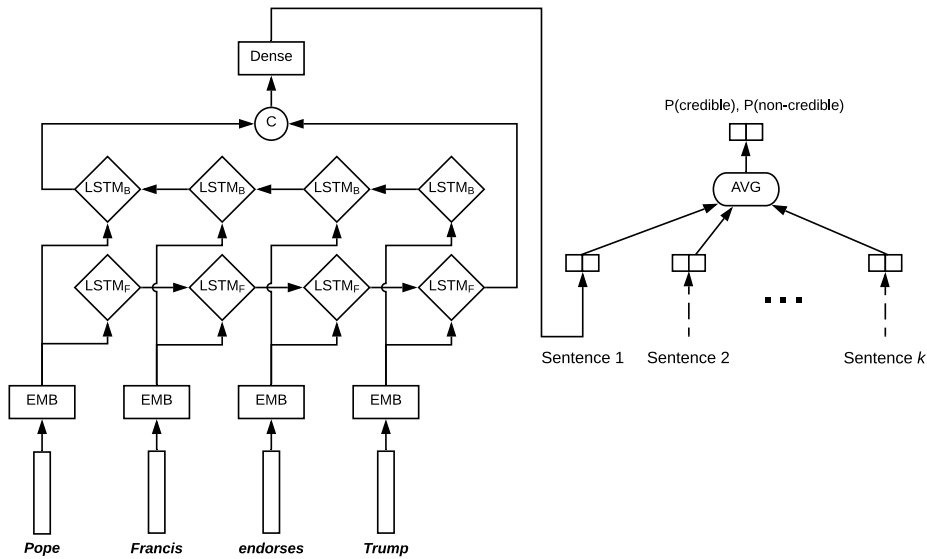 Dense
P(credible), P(non-credible)
C
LSTM_B LSTM_B LSTM_B LSTM_B
AVG
LSTM_F LSTM_F LSTM_F LSTM_F
...
Sentence 1 Sentence 2 Sentence k
EMB EMB EMB EMB
Pope Francis endorses Trump